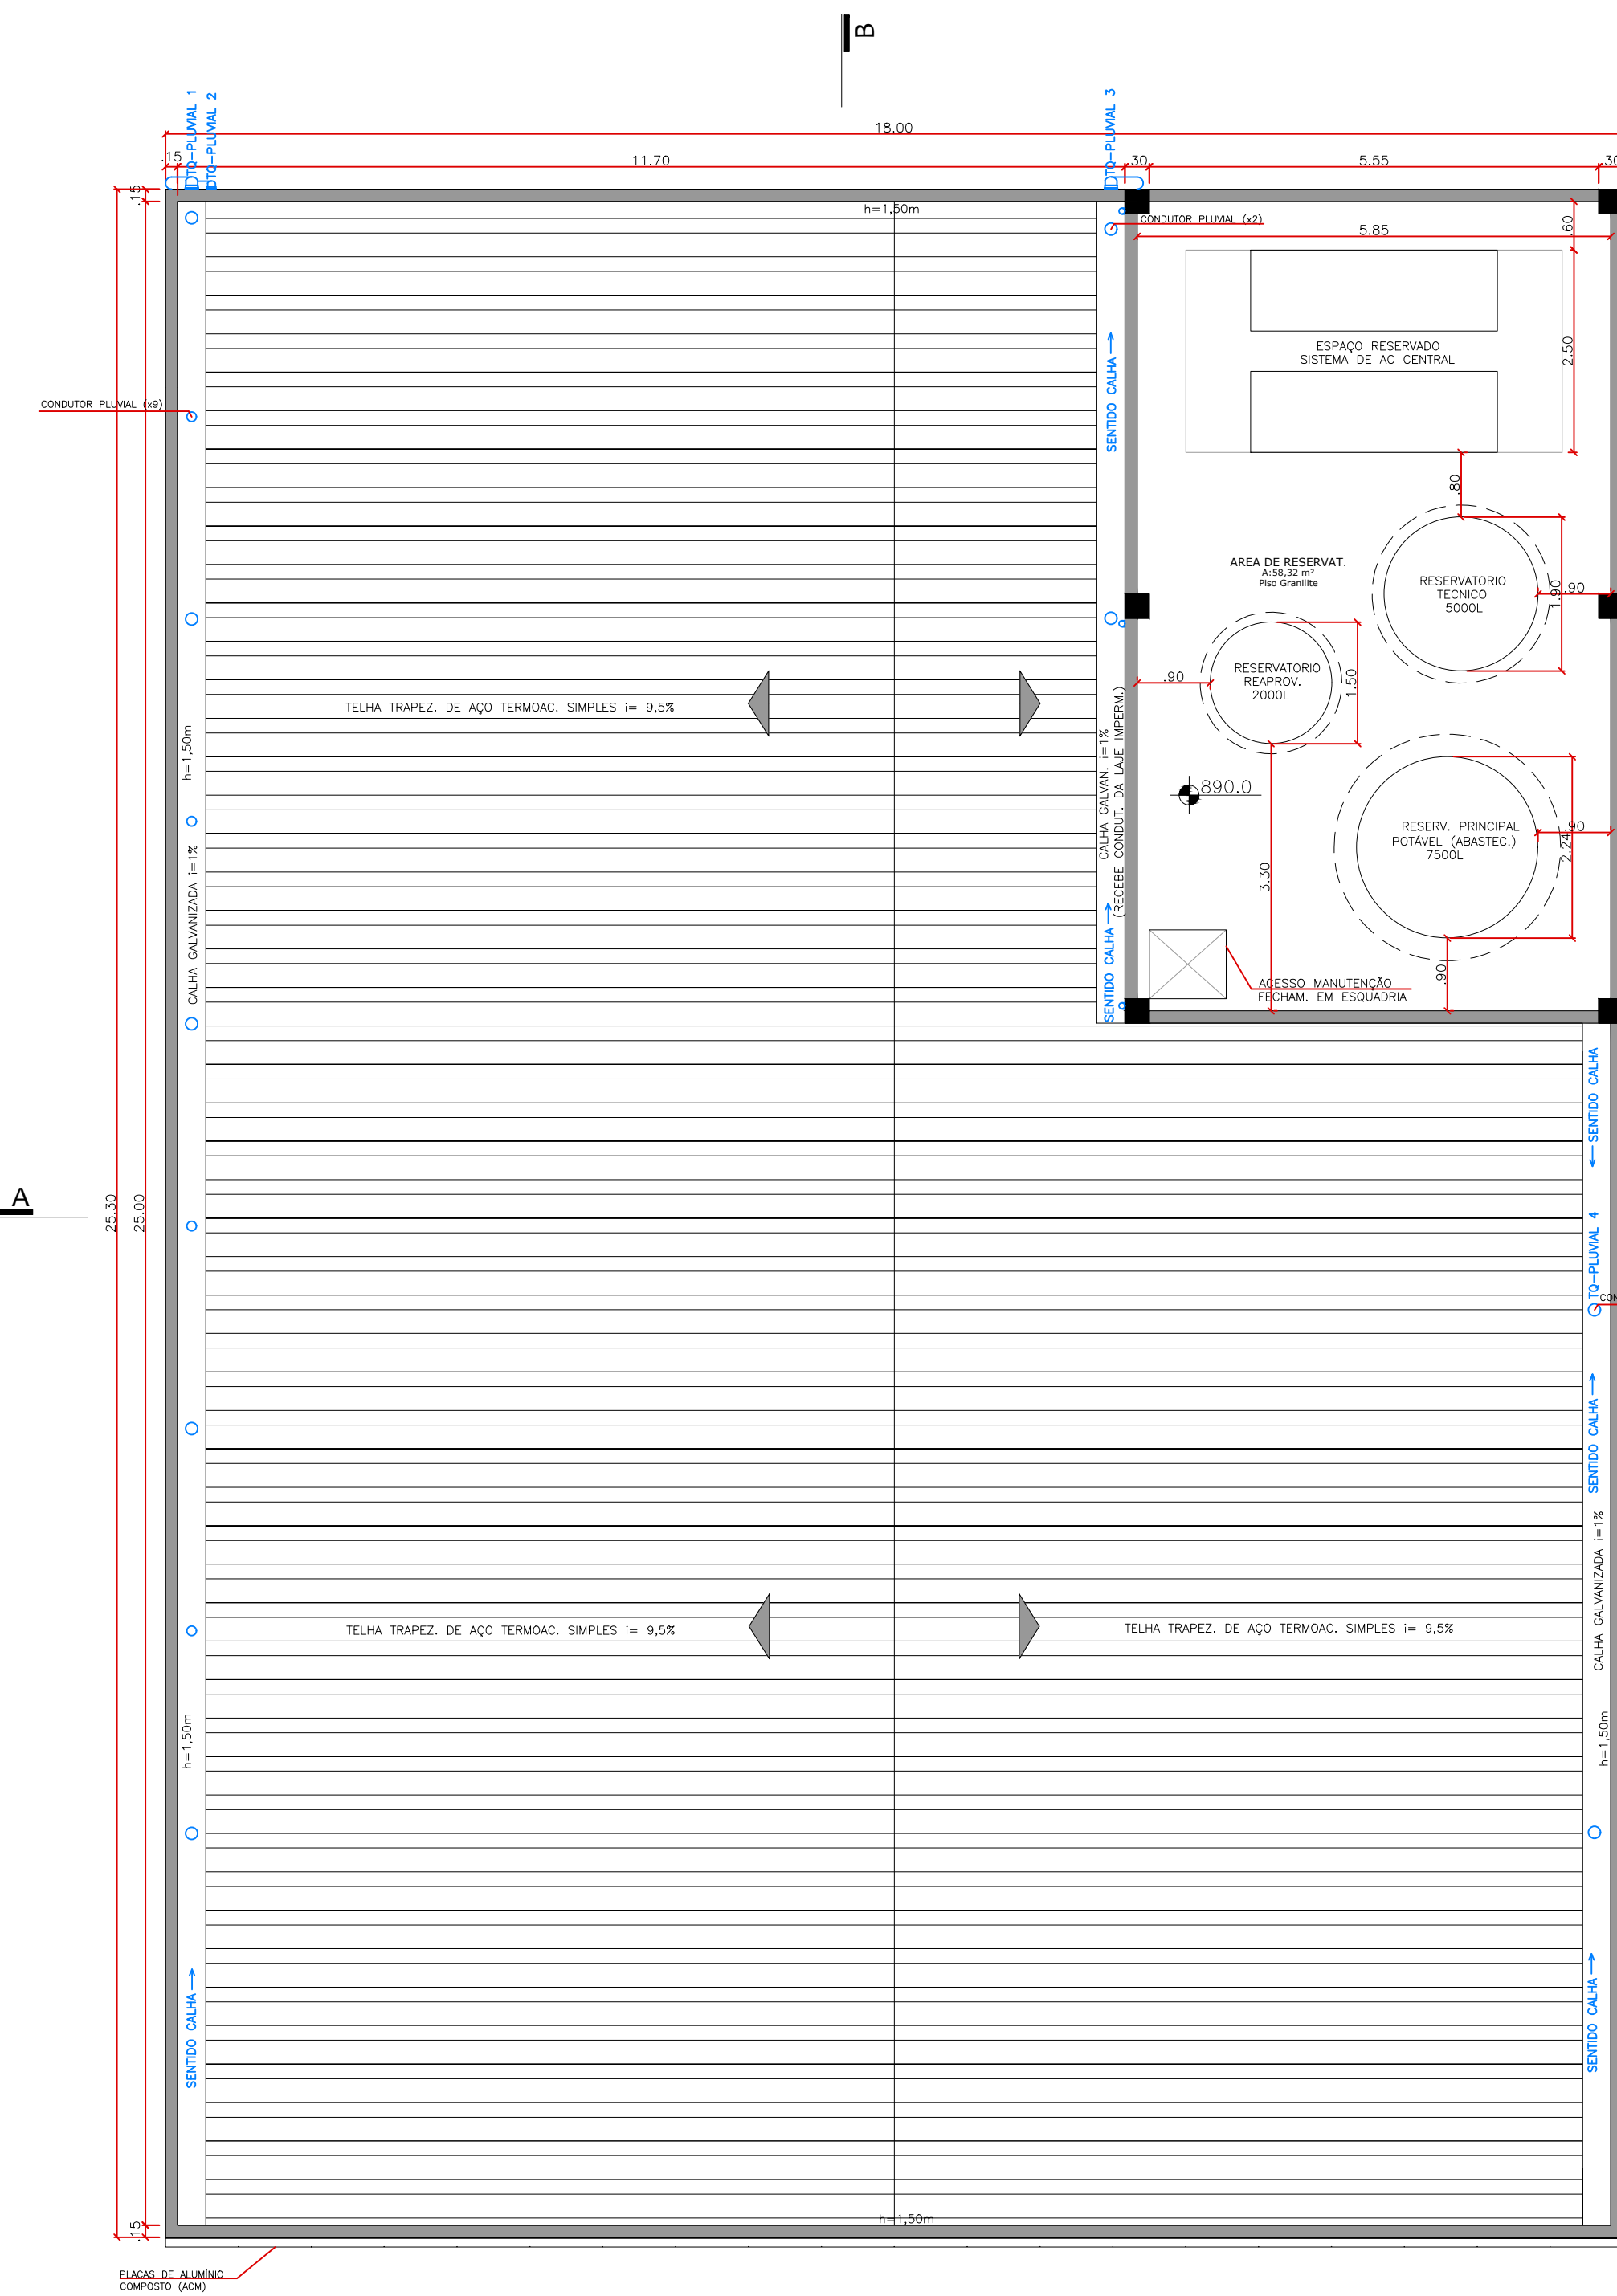 B
TQ-PLUVIAL 1
TQ-PLUVIAL 2
TQ-PLUVIAL 3
18.00
.15
11.70
.30
5.55
.30
.15
h=1,50m
CONDUTOR PLUVIAL (x2)
.60
5.85
SENTIDO CALHA
ESPAÇO RESERVADO
SISTEMA DE AC CENTRAL
2.50
CONDUTOR PLUVIAL (x9)
.80
AREA DE RESERVAT.
A:58,32 m²
Piso Granilite
RESERVATORIO
TECNICO
5000L
1.90
.90
RESERVATORIO
REAPROV.
2000L
.90
1.50
TELHA TRAPEZ. DE AÇO TERMOAC. SIMPLES i= 9,5%
h=1,50m
CALHA GALVAN. i=1%
(RECEBE CONDUT. DA LAJE IMPERM.)
890.0
RESERV. PRINCIPAL
POTÁVEL (ABASTEC.)
7500L
2.24
.90
3.30
CALHA GALVANIZADA i=1%
SENTIDO CALHA
.90
ACESSO MANUTENÇÃO
FECHAM. EM ESQUADRIA
SENTIDO CALHA
A
25.30
25.00
TQ-PLUVIAL 4
CON
SENTIDO CALHA
CALHA GALVANIZADA i=1%
TELHA TRAPEZ. DE AÇO TERMOAC. SIMPLES i= 9,5%
TELHA TRAPEZ. DE AÇO TERMOAC. SIMPLES i= 9,5%
h=1,50m
h=1,50m
SENTIDO CALHA
SENTIDO CALHA
h=1,50m
.15
PLACAS DE ALUMÍNIO
COMPOSTO (ACM)